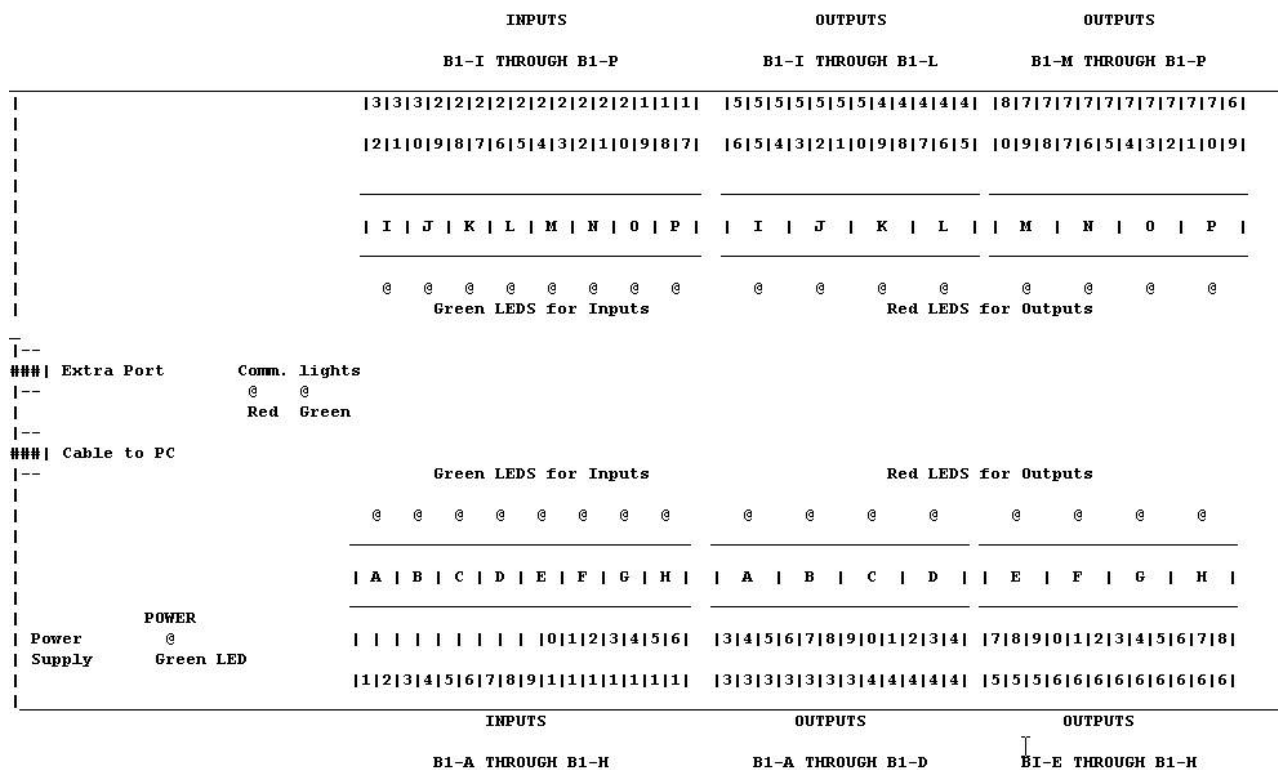 INPUTS OUTPUTS OUTPUTS
B1-I THROUGH B1-P B1-I THROUGH B1-L B1-M THROUGH B1-P
|3|3|3|2|2|2|2|2|2|2|2|2|2|1|1|1| |5|5|5|5|5|5|5|4|4|4|4|4| |8|7|7|7|7|7|7|7|7|7|7|6|
|2|1|0|9|8|7|6|5|4|3|2|1|0|9|8|7| |6|5|4|3|2|1|0|9|8|7|6|5| |0|9|8|7|6|5|4|3|2|1|0|9|
| I | J | K | L | M | N | O | P | | I | J | K | L | | M | N | O | P |
@ @ @ @ @ @ @ @ @ @ @ @ @ @ @ @
Green LEDS for Inputs Red LEDS for Outputs
###| Extra Port Comm. lights
@ @
Red Green
###| Cable to PC
Green LEDS for Inputs Red LEDS for Outputs
@ @ @ @ @ @ @ @ @ @ @ @ @ @ @ @
| A | B | C | D | E | F | G | H | | A | B | C | D | | E | F | G | H |
POWER
Power @ | | | | | | | | | |0|1|2|3|4|5|6| |3|4|5|6|7|8|9|0|1|2|3|4| |7|8|9|0|1|2|3|4|5|6|7|8|
Supply Green LED
|1|2|3|4|5|6|7|8|9|1|1|1|1|1|1|1| |3|3|3|3|3|3|3|4|4|4|4|4| |5|5|5|6|6|6|6|6|6|6|6|6|
INPUTS OUTPUTS OUTPUTS
B1-A THROUGH B1-H B1-A THROUGH B1-D BI-E THROUGH B1-H